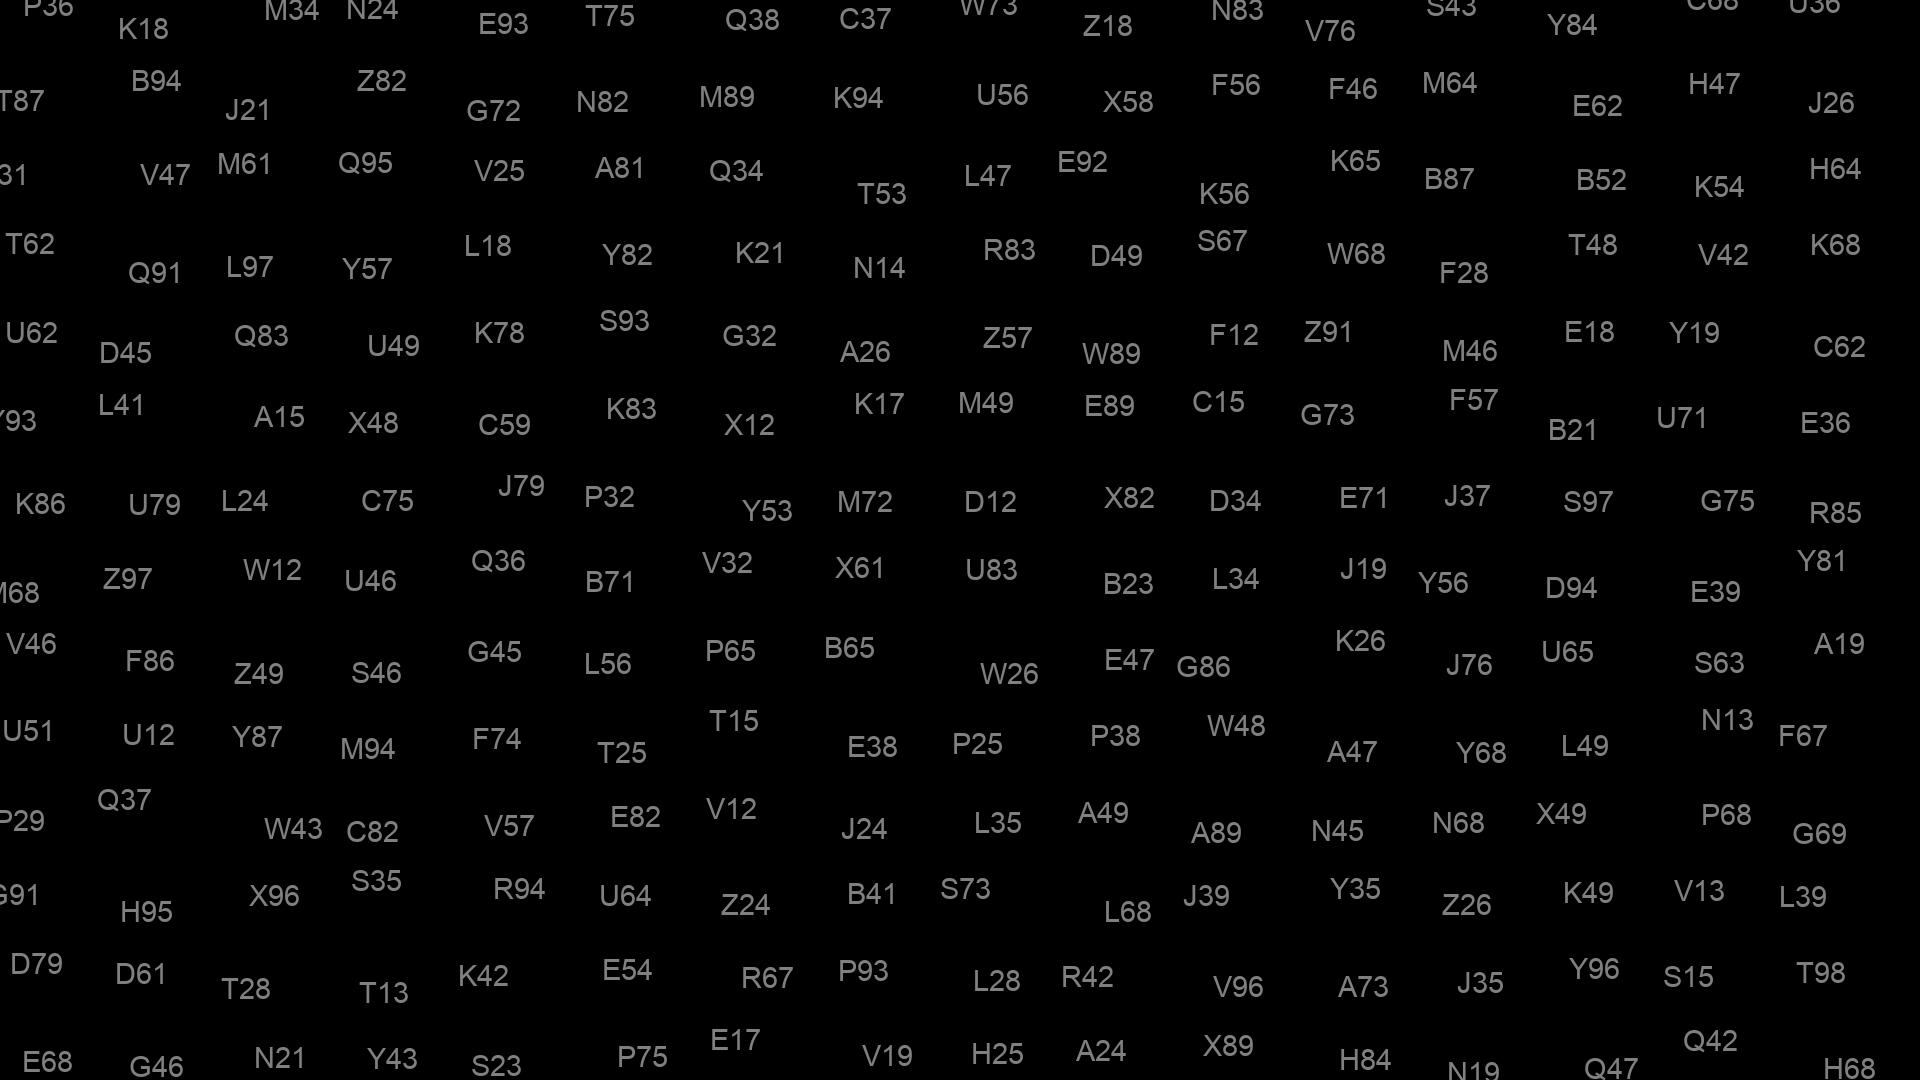 P36 K18 M34 N24 E93 T75 Q38 C37 W73 Z18 N83 V76 S43 Y84 C68 U36
T87 B94 J21 Z82 G72 N82 M89 K94 U56 X58 F56 F46 M64 E62 H47 J26
31 V47 M61 Q95 V25 A81 Q34 T53 L47 E92 K56 K65 B87 B52 K54 H64
T62 Q91 L97 Y57 L18 Y82 K21 N14 R83 D49 S67 W68 F28 T48 V42 K68
U62 D45 Q83 U49 K78 S93 G32 A26 Z57 W89 F12 Z91 M46 E18 Y19 C62
Y93 L41 A15 X48 C59 K83 X12 K17 M49 E89 C15 G73 F57 B21 U71 E36
K86 U79 L24 C75 J79 P32 Y53 M72 D12 X82 D34 E71 J37 S97 G75 R85
M68 Z97 W12 U46 Q36 B71 V32 X61 U83 B23 L34 J19 Y56 D94 E39 Y81
V46 F86 Z49 S46 G45 L56 P65 B65 W26 E47 G86 K26 J76 U65 S63 A19
U51 U12 Y87 M94 F74 T25 T15 E38 P25 P38 W48 A47 Y68 L49 N13 F67
P29 Q37 W43 C82 V57 E82 V12 J24 L35 A49 A89 N45 N68 X49 P68 G69
G91 H95 X96 S35 R94 U64 Z24 B41 S73 L68 J39 Y35 Z26 K49 V13 L39
D79 D61 T28 T13 K42 E54 R67 P93 L28 R42 V96 A73 J35 Y96 S15 T98
E68 G46 N21 Y43 S23 P75 E17 V19 H25 A24 X89 H84 N19 Q47 Q42 H68